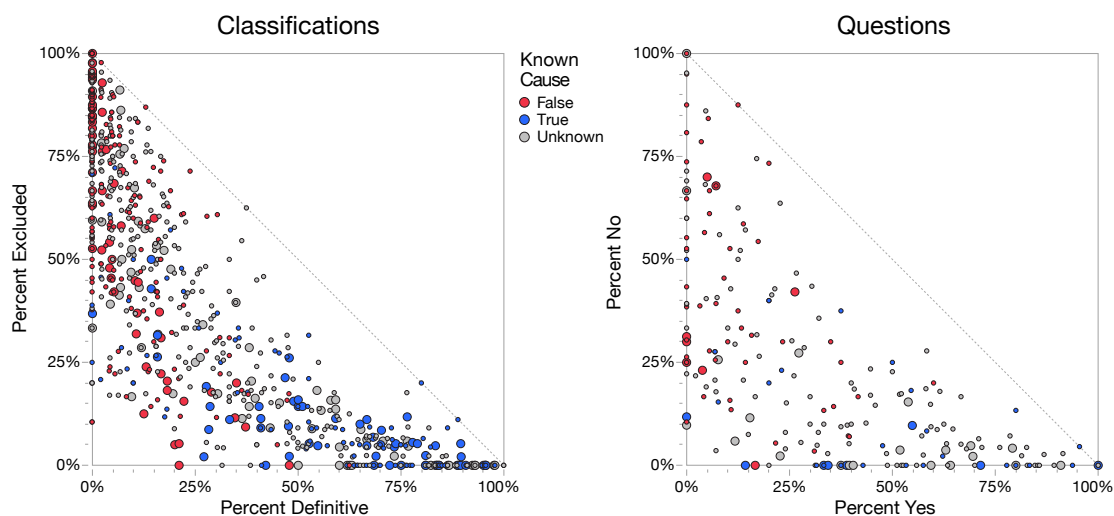 Classifications
100%
75%
50%
25%
0%
Percent Excluded
0%
25%
50%
75%
100%
Percent Definitive
Known
Cause
False
True
Unknown
Questions
100%
75%
50%
25%
0%
Percent No
0%
25%
50%
75%
100%
Percent Yes